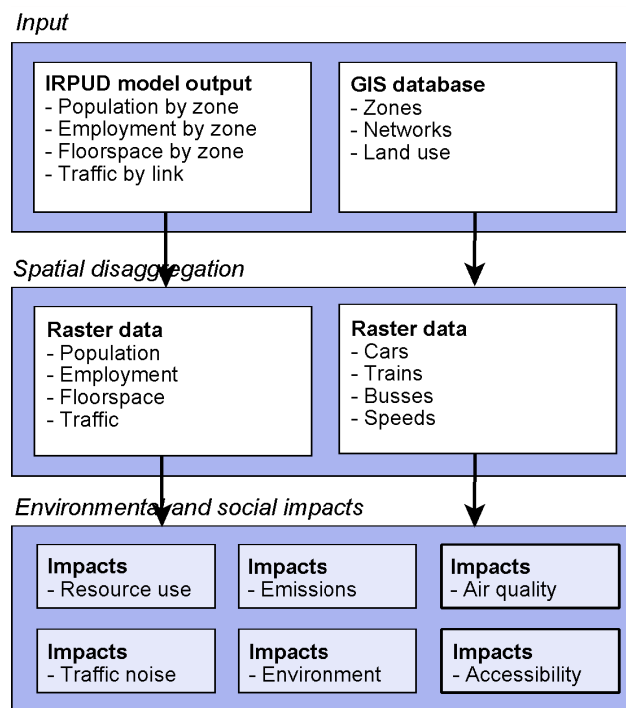 Input
IRPUD model output
- Population by zone
- Employment by zone
- Floorspace by zone
- Traffic by link
GIS database
- Zones
- Networks
- Land use
Spatial disaggregation
Raster data
- Population
- Employment
- Floorspace
- Traffic
Raster data
- Cars
- Trains
- Busses
- Speeds
Environmental and social impacts
Impacts
- Resource use
Impacts
- Emissions
Impacts
- Air quality
Impacts
- Traffic noise
Impacts
- Environment
Impacts
- Accessibility